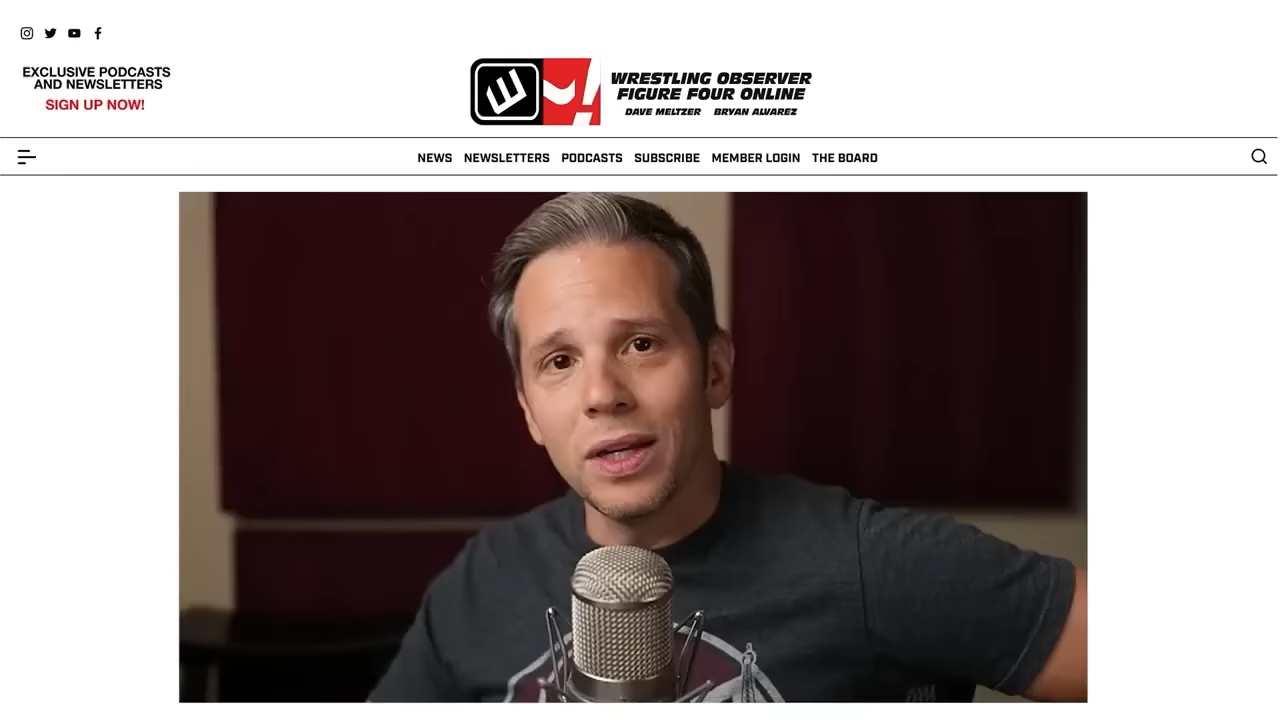 EXCLUSIVE PODCASTS
AND NEWSLETTERS
SIGN UP NOW!
WRESTLING OBSERVER
FIGURE FOUR ONLINE
DAVE MELTZER BRYAN ALVAREZ
NEWS NEWSLETTERS PODCASTS SUBSCRIBE MEMBER LOGIN THE BOARD